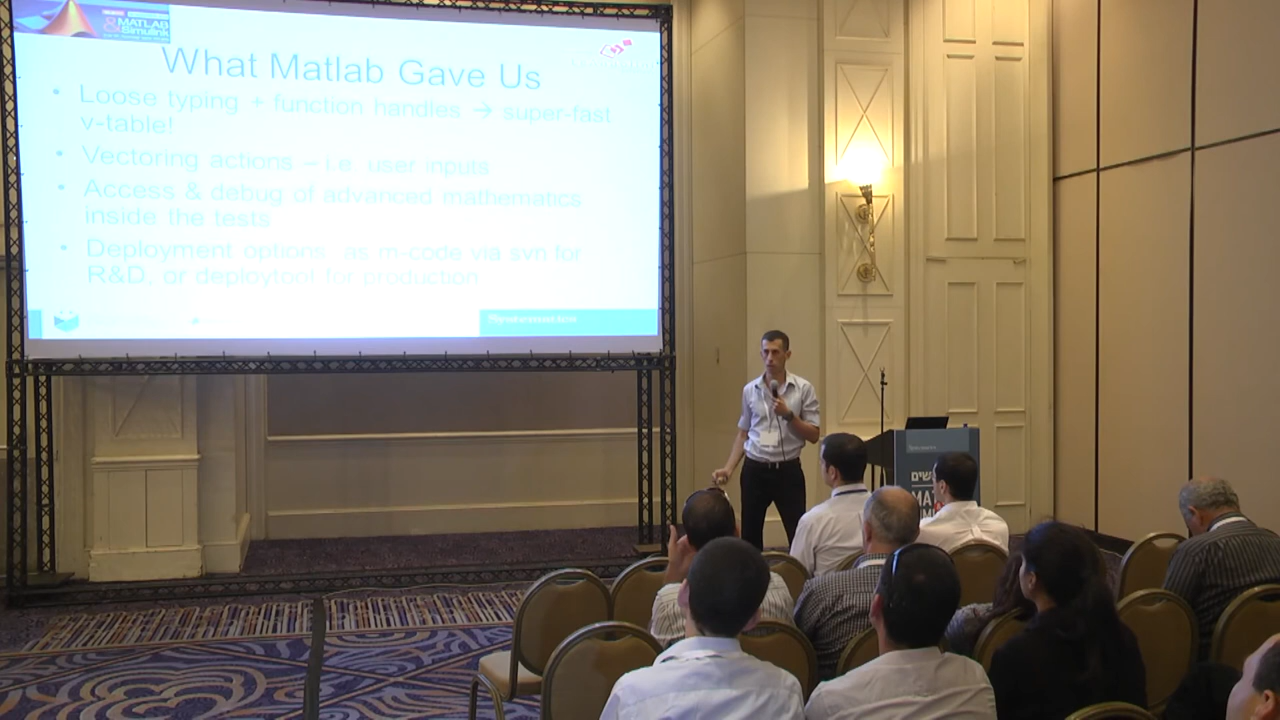 MATLAB
& Simulink
What Matlab Gave Us
• Loose typing + function handles → super-fast
v-table!
• Vectoring actions – i.e. user inputs
• Access & debug of advanced mathematics
inside the tests
• Deployment options: as m-code via svn for
R&D, or deploytool for production
MAT